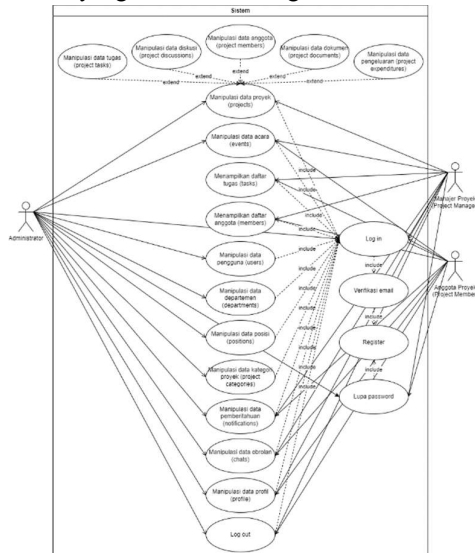 Sistem
Manipulasi data tugas
(project tasks)
Manipulasi data diskusi
(project discussions)
Manipulasi data anggota
(project members)
Manipulasi data dokumen
(project documents)
Manipulasi data
pengeluaran (project
expenditures)
extend
extend
extend
extend
extend
Manipulasi data proyek
(projects)
Manipulasi data acara
(events)
Menampilkan daftar
tugas (tasks)
Menampilkan daftar
anggota (members)
Manipulasi data
pengguna (users)
Manipulasi data
departemen
(departments)
Manipulasi data posisi
(positions)
Manipulasi data kategori
proyek (project
categories)
Manipulasi data
pemberitahuan
(notifications)
Manipulasi data obrolan
(chats)
Manipulasi data profil
(profile)
Log out
include
include
include
include
include
include
include
include
include
include
include
Log in
include
Verifikasi email
include
Register
include
Lupa password
Administrator
Manajer Proyek
(Project Manager)
Anggota Proyek
(Project Member)